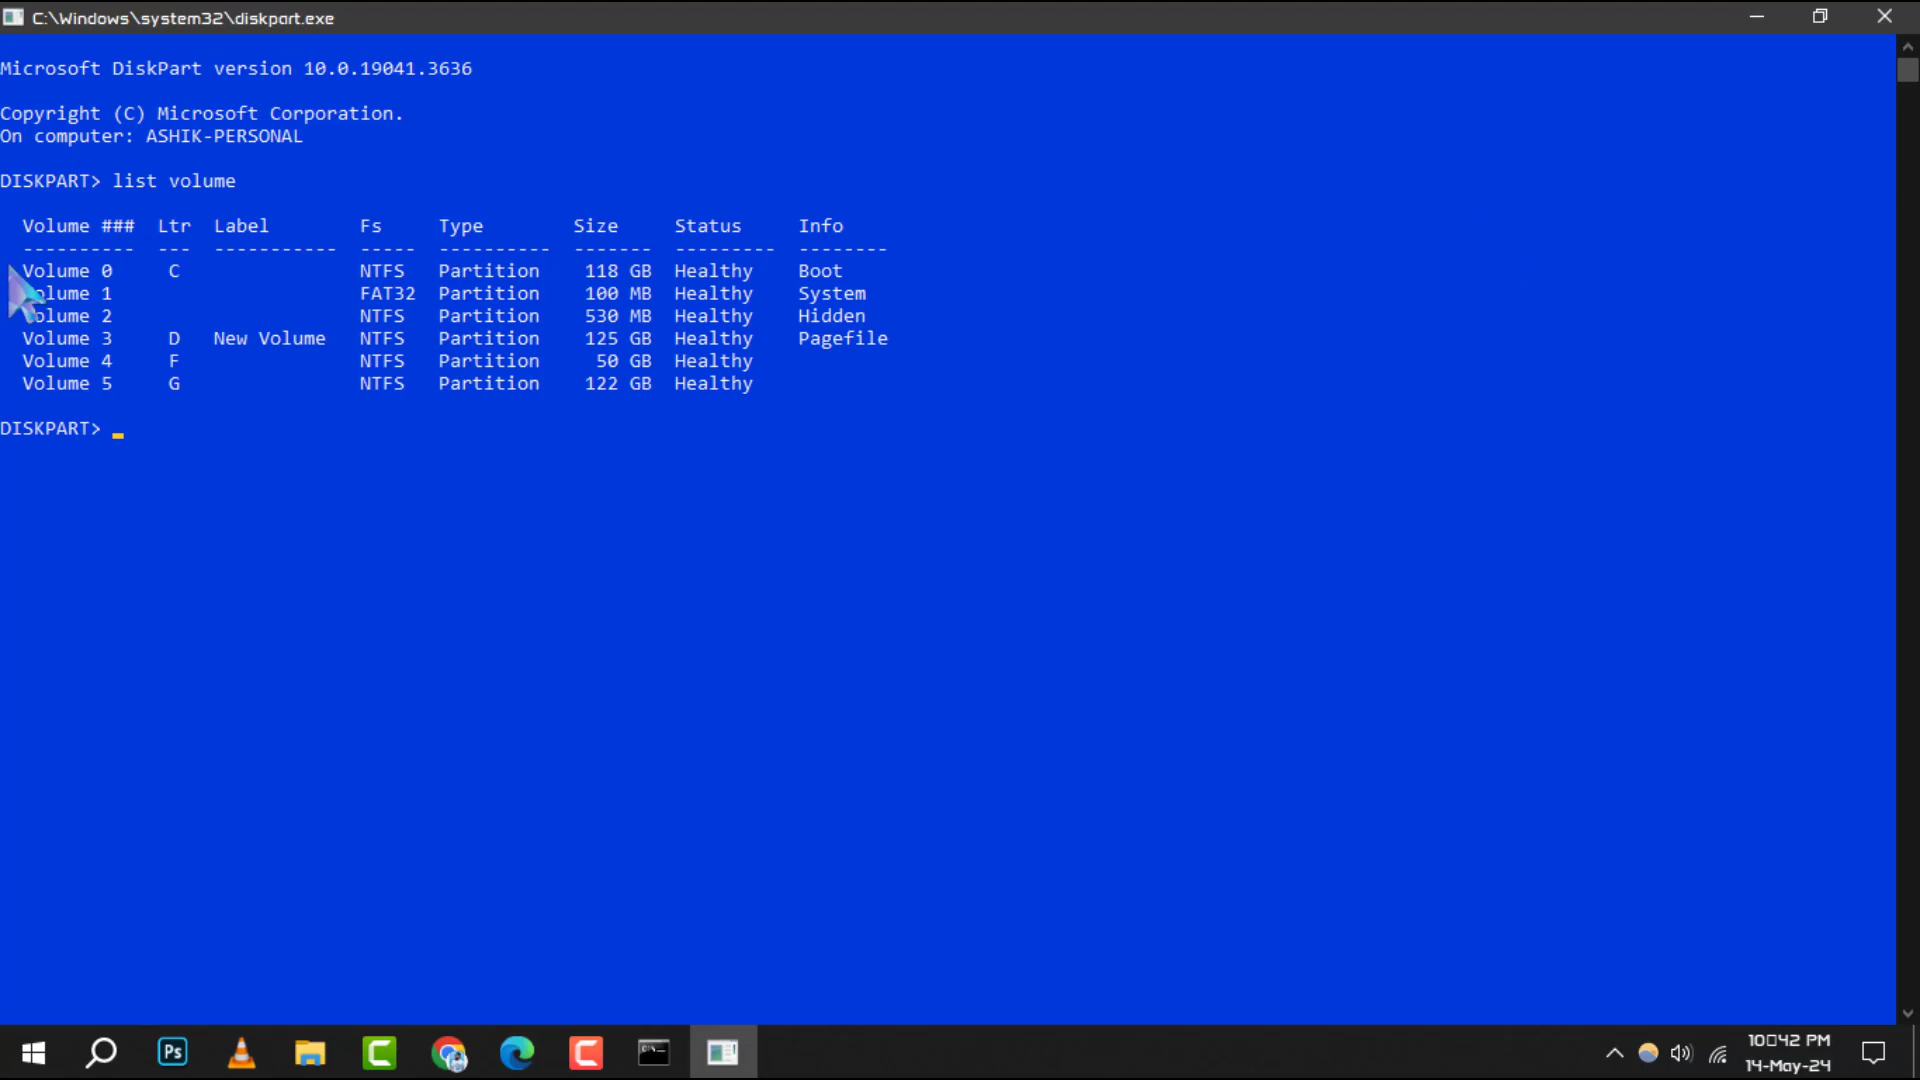 C:\Windows\system32\diskpart.exe
Microsoft DiskPart version 10.0.19041.3636
Copyright (C) Microsoft Corporation.
On computer: ASHIK-PERSONAL
DISKPART> list volume
Volume ###  Ltr  Label        Fs     Type        Size     Status     Info
----------  ---  -----------  -----  ----------  -------  ---------  --------
Volume 0     C                NTFS   Partition    118 GB  Healthy    Boot
olume 1                      FAT32  Partition    100 MB  Healthy    System
olume 2                      NTFS   Partition    530 MB  Healthy    Hidden
Volume 3     D   New Volume   NTFS   Partition    125 GB  Healthy    Pagefile
Volume 4     F                NTFS   Partition     50 GB  Healthy
Volume 5     G                NTFS   Partition    122 GB  Healthy
DISKPART>
Ps
10□42 PM
14-May-24